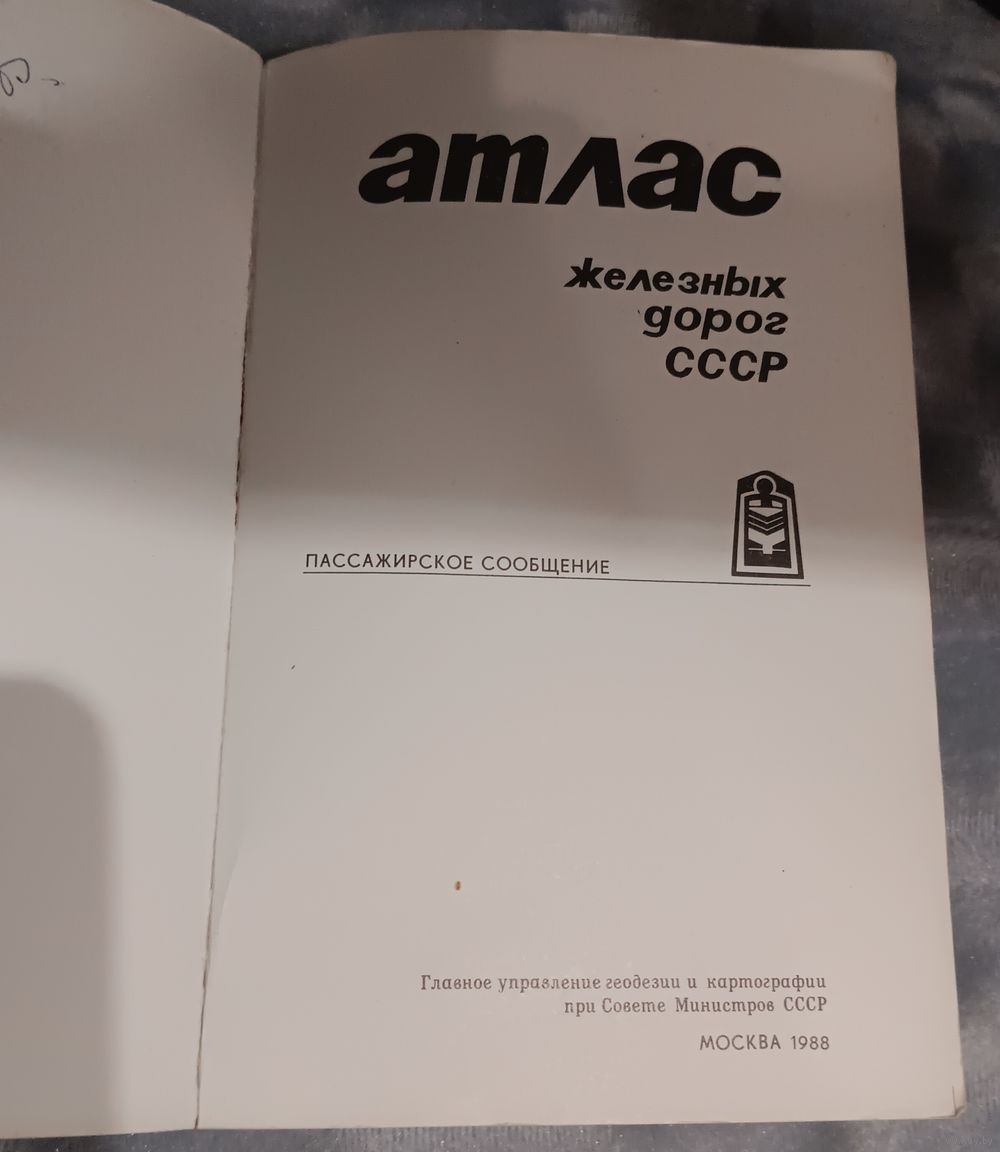 атлас
железных
дорог
СССР
ПАССАЖИРСКОЕ СООБЩЕНИЕ
Главное управление геодезии и картографии
при Совете Министров СССР
МОСКВА 1988